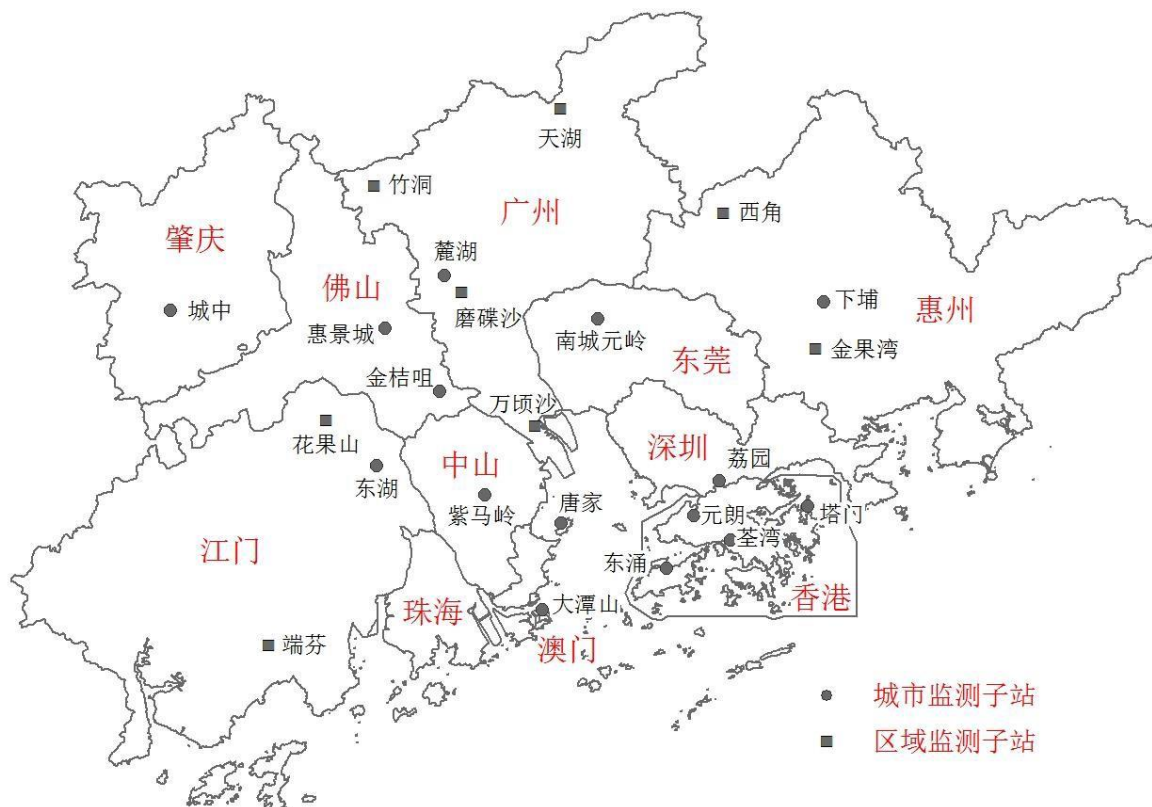 天湖
竹洞
广州
西角
肇庆
麓湖
佛山
磨碟沙
城中
惠景城
下埔
惠州
南城元岭
金果湾
东莞
金桔咀
万顷沙
花果山
深圳
中山
荔园
东湖
紫马岭
唐家
元朗
塔门
荃湾
江门
东涌
珠海
大潭山
香港
端芬
澳门
城市监测子站
区域监测子站